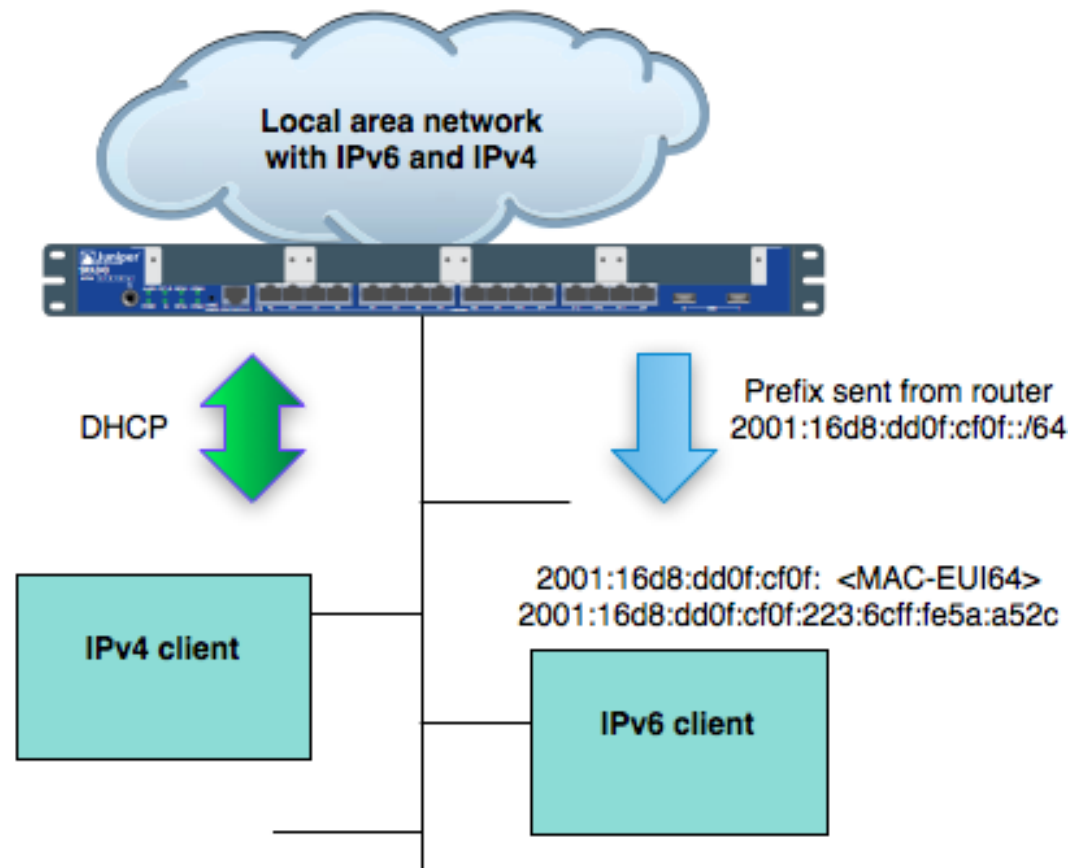 Local area network
with IPv6 and IPv4
Juniper
DHCP
Prefix sent from router
2001:16d8:dd0f:cf0f::/64
2001:16d8:dd0f:cf0f: <MAC-EUI64>
2001:16d8:dd0f:cf0f:223:6cff:fe5a:a52c
IPv4 client
IPv6 client